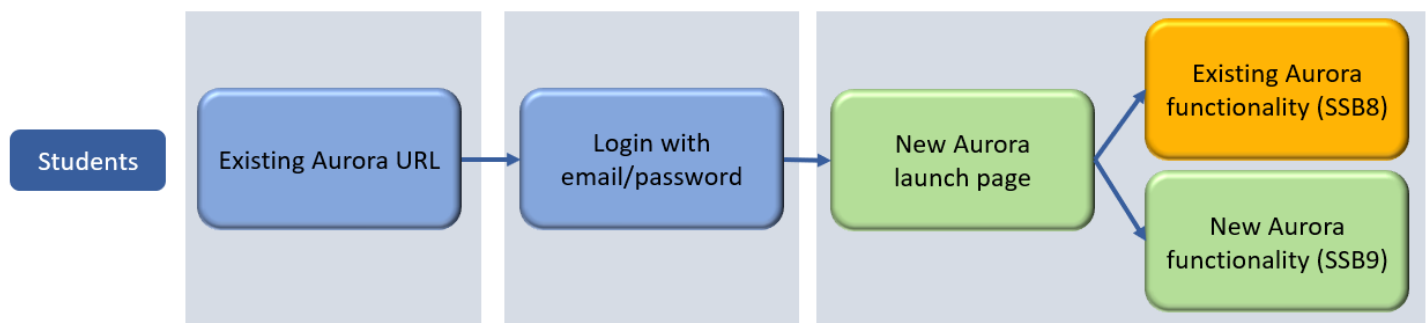 Students
Existing Aurora URL
Login with
email/password
New Aurora
launch page
Existing Aurora
functionality (SSB8)
New Aurora
functionality (SSB9)